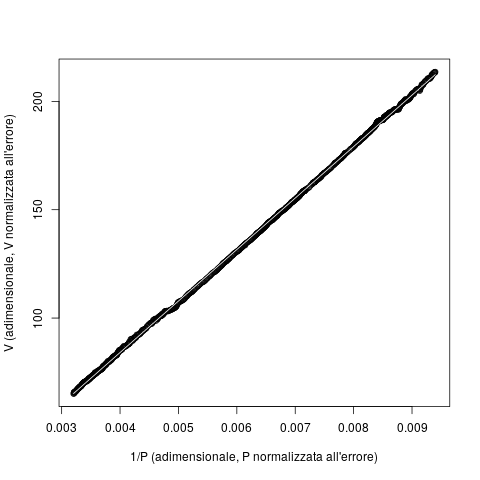 V (adimensionale, V normalizzata all'errore)
200
150
100
0.003 0.004 0.005 0.006 0.007 0.008 0.009
1/P (adimensionale, P normalizzata all'errore)